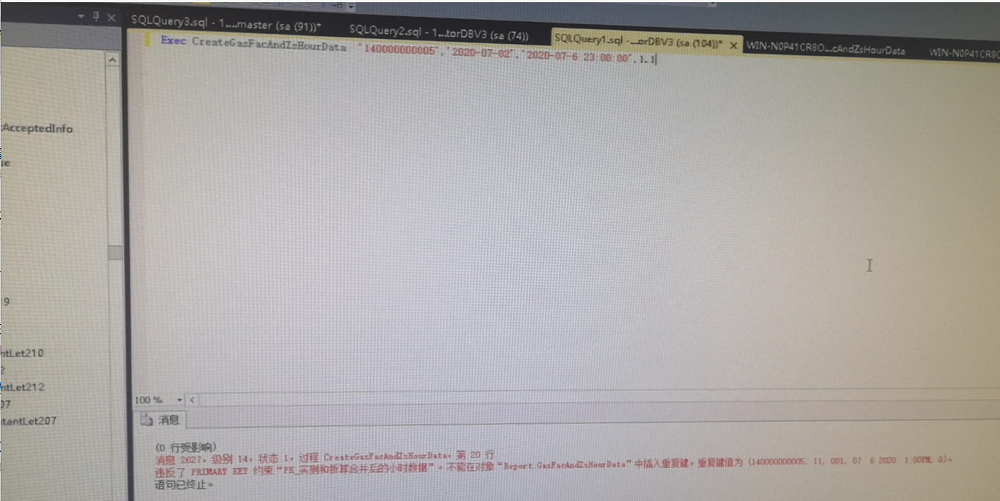 SQLQuery3.sql - 1....master (sa (91))*
SQLQuery2.sql - 1...torDBV3 (sa (74))
SQLQuery1.sql -...orDBV3 (sa (104))*
WIN-N0P41CR8O...cAndZsHourData
WIN-N0P41CR8O
Exec CreateGasFacAndZsHourData '140000000005','2020-07-02','2020-07-6 23:00:00',1,1
AcceptedInfo
ue
9
ntLet210
2
ntLet212
07
tantLet207
100 %
消息
(0 行受影响)
消息 2627，级别 14，状态 1，过程 CreateGasFacAndZsHourData，第 20 行
违反了 PRIMARY KEY 约束“PK_实测和折算合并后的小时数据”。不能在对象“Report.GasFacAndZsHourData”中插入重复键。重复键值为 (140000000005, 11, 001, 07  6 2020  1:00PM, 0)。
语句已终止。